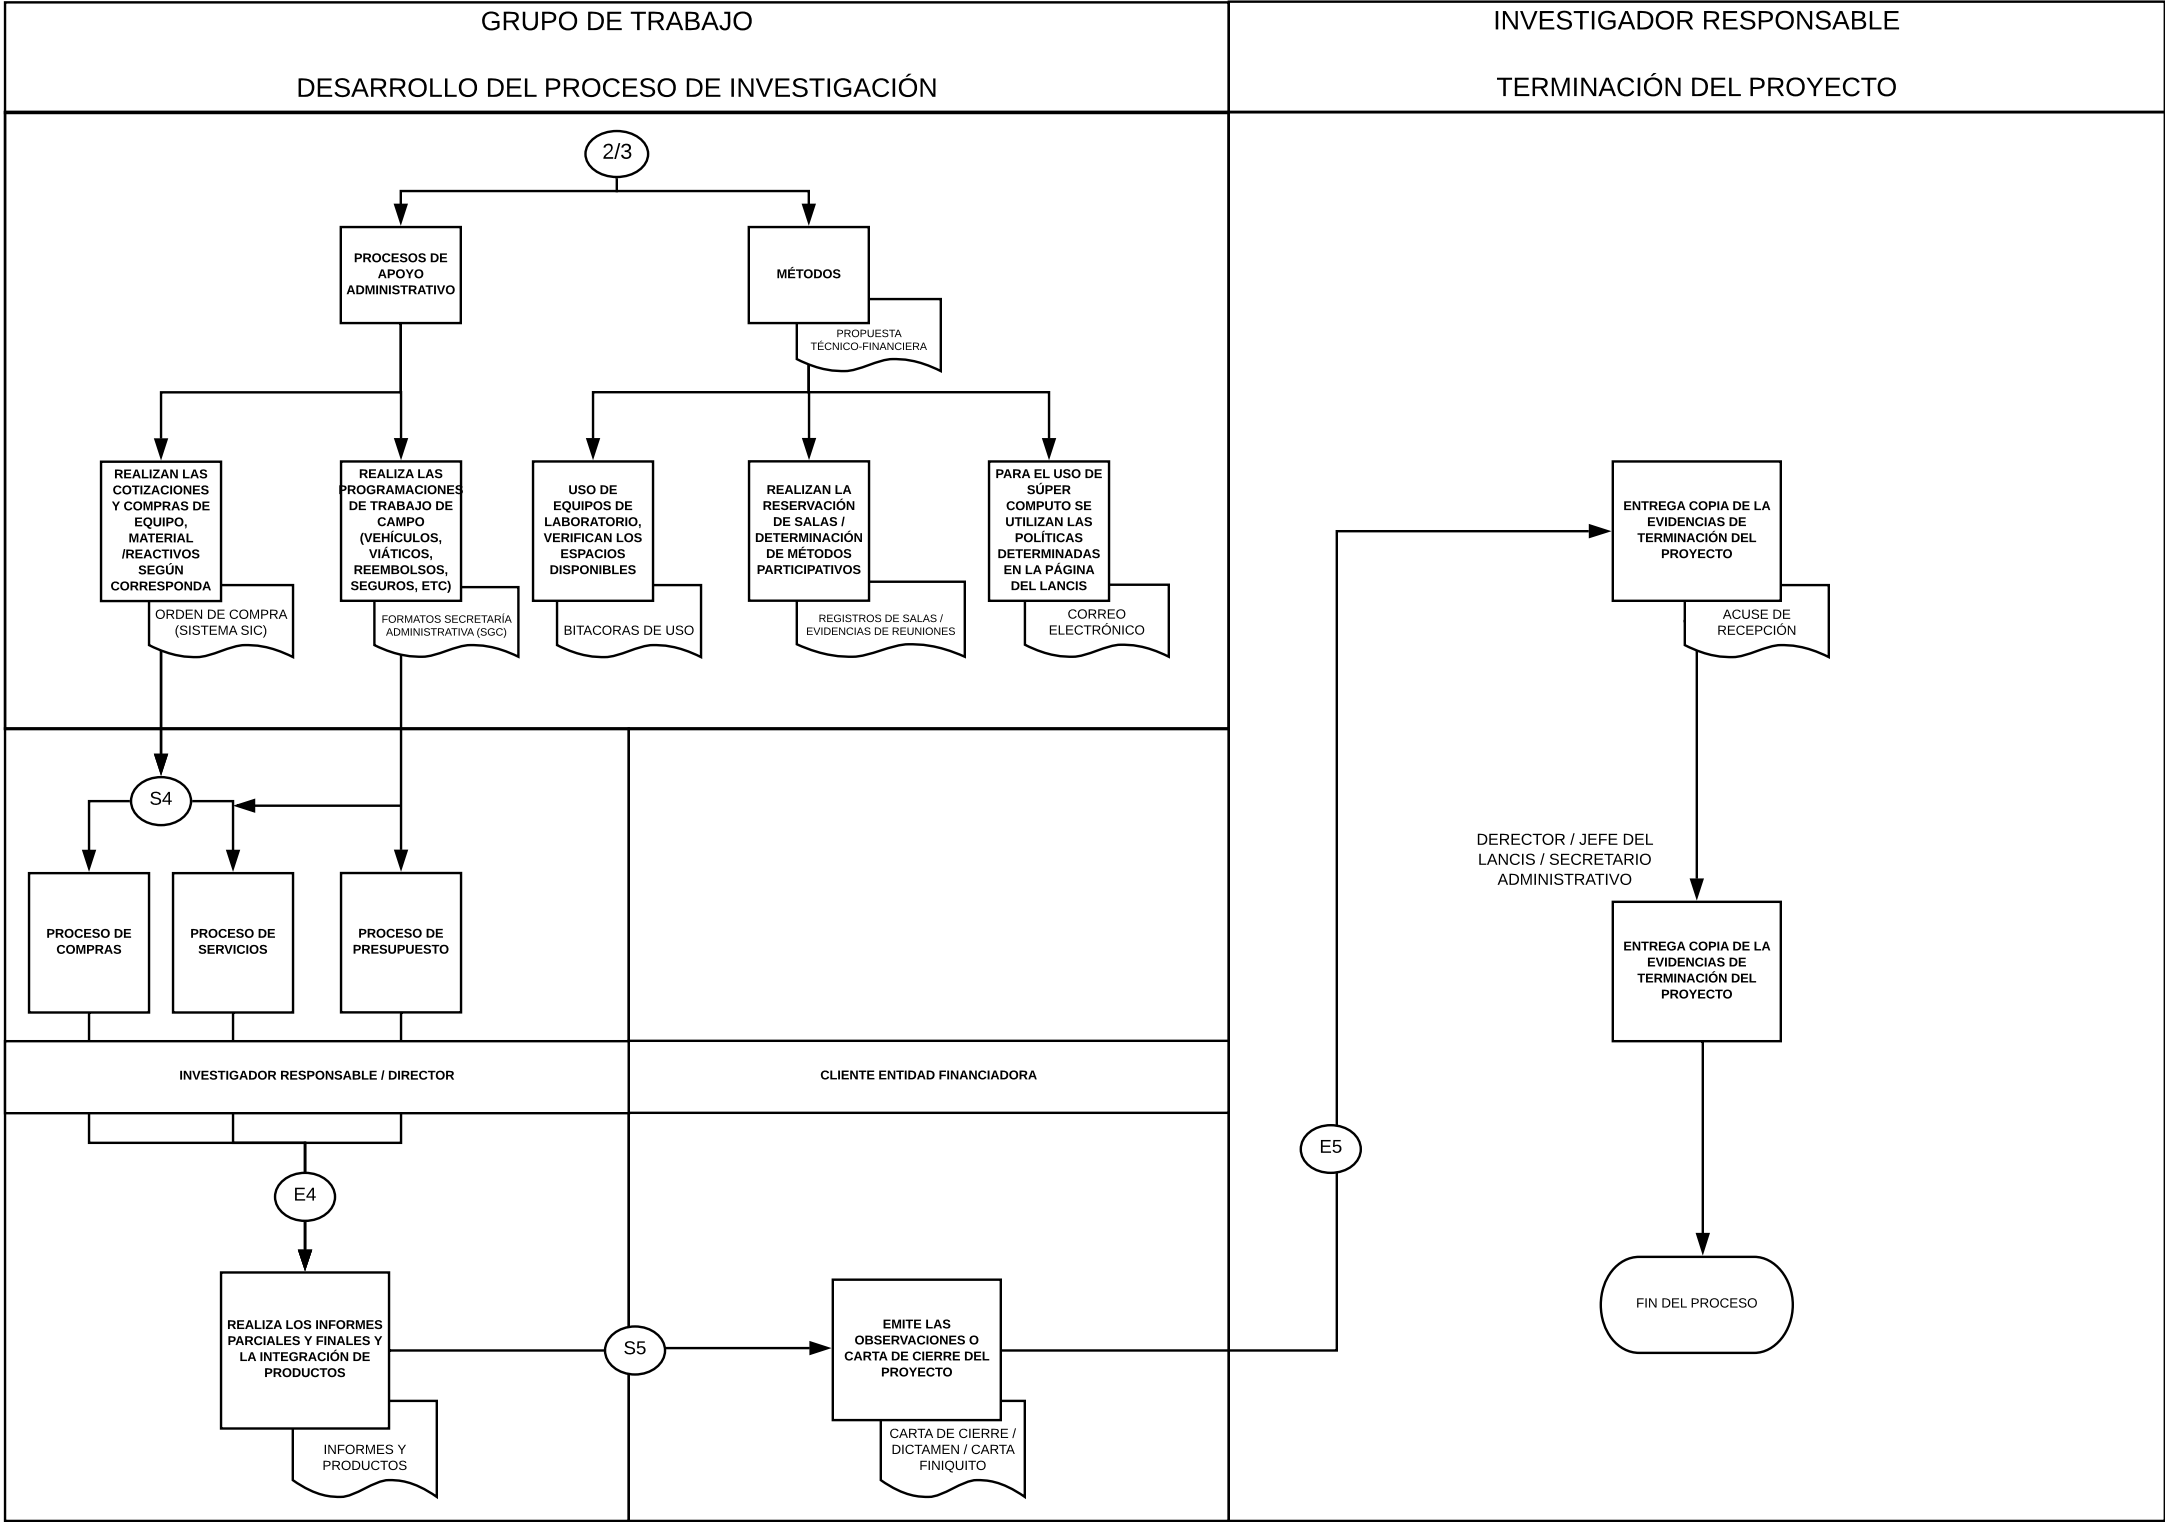 GRUPO DE TRABAJO
DESARROLLO DEL PROCESO DE INVESTIGACIÓN
INVESTIGADOR RESPONSABLE
TERMINACIÓN DEL PROYECTO
2/3
PROCESOS DE
APOYO
ADMINISTRATIVO
MÉTODOS
PROPUESTA
TÉCNICO-FINANCIERA
REALIZAN LAS
COTIZACIONES
Y COMPRAS DE
EQUIPO,
MATERIAL
/REACTIVOS
SEGÚN
CORRESPONDA
ORDEN DE COMPRA
(SISTEMA SIC)
REALIZA LAS
PROGRAMACIONES
DE TRABAJO DE
CAMPO
(VEHÍCULOS,
VIÁTICOS,
REEMBOLSOS,
SEGUROS, ETC)
FORMATOS SECRETARÍA
ADMINISTRATIVA (SGC)
USO DE
EQUIPOS DE
LABORATORIO,
VERIFICAN LOS
ESPACIOS
DISPONIBLES
BITACORAS DE USO
REALIZAN LA
RESERVACIÓN
DE SALAS /
DETERMINACIÓN
DE MÉTODOS
PARTICIPATIVOS
REGISTROS DE SALAS /
EVIDENCIAS DE REUNIONES
PARA EL USO DE
SÚPER
COMPUTO SE
UTILIZAN LAS
POLÍTICAS
DETERMINADAS
EN LA PÁGINA
DEL LANCIS
CORREO
ELECTRÓNICO
S4
PROCESO DE
COMPRAS
PROCESO DE
SERVICIOS
PROCESO DE
PRESUPUESTO
INVESTIGADOR RESPONSABLE / DIRECTOR
CLIENTE ENTIDAD FINANCIADORA
E4
REALIZA LOS INFORMES
PARCIALES Y FINALES Y
LA INTEGRACIÓN DE
PRODUCTOS
INFORMES Y
PRODUCTOS
S5
EMITE LAS
OBSERVACIONES O
CARTA DE CIERRE DEL
PROYECTO
CARTA DE CIERRE /
DICTAMEN / CARTA
FINIQUITO
E5
ENTREGA COPIA DE LA
EVIDENCIAS DE
TERMINACIÓN DEL
PROYECTO
ACUSE DE
RECEPCIÓN
DERECTOR / JEFE DEL
LANCIS / SECRETARIO
ADMINISTRATIVO
ENTREGA COPIA DE LA
EVIDENCIAS DE
TERMINACIÓN DEL
PROYECTO
FIN DEL PROCESO